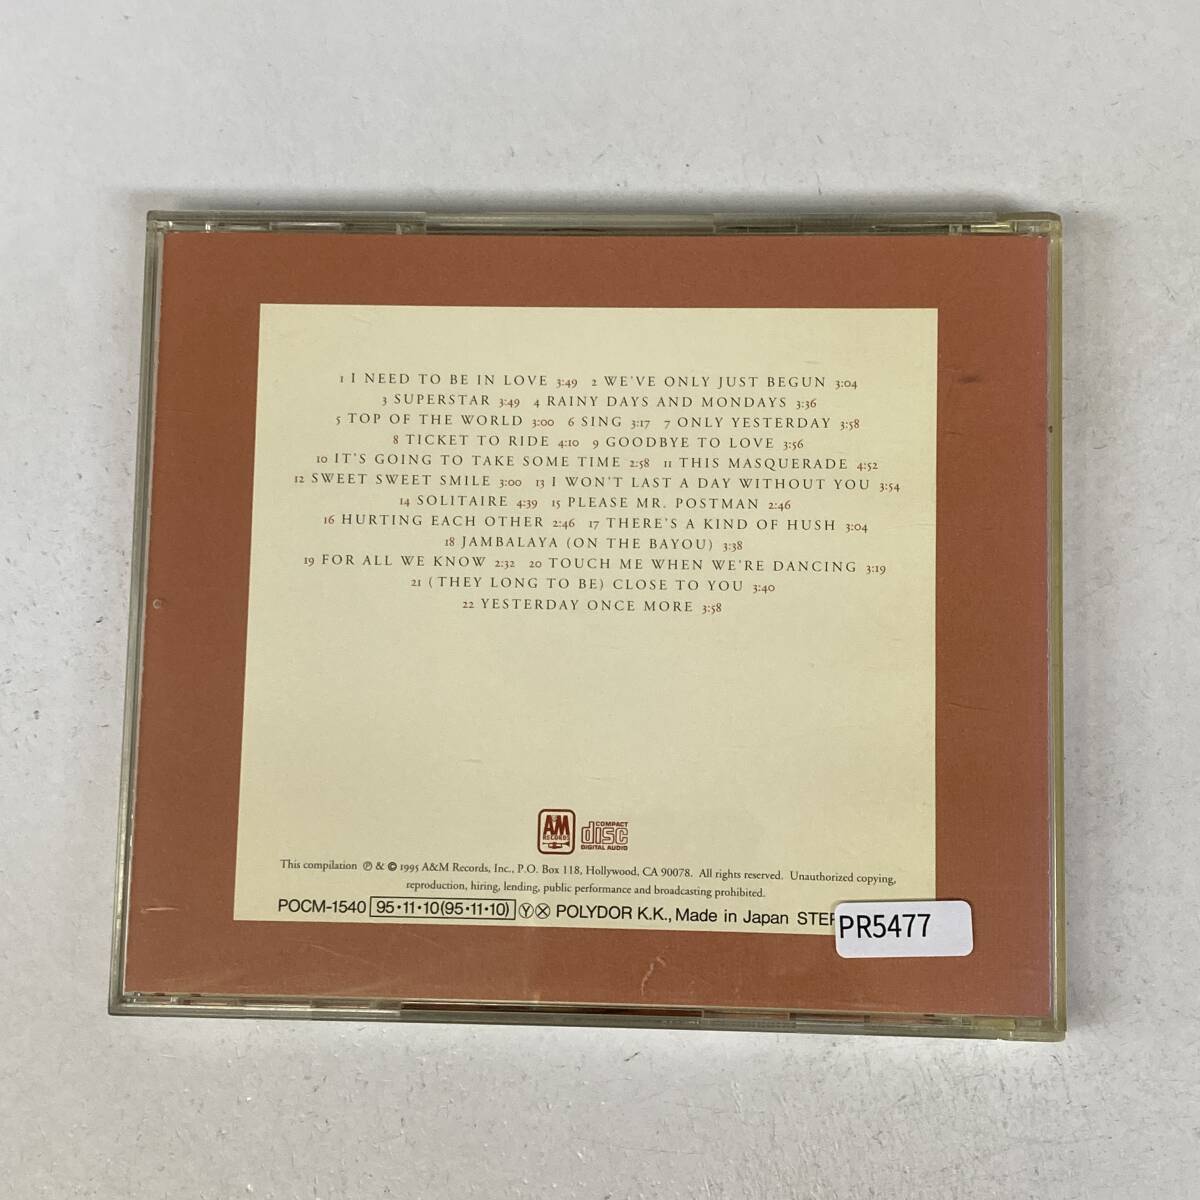 1 I NEED TO BE IN LOVE 3:49 2 WE'VE ONLY JUST BEGUN 3:04
3 SUPERSTAR 3:49 4 RAINY DAYS AND MONDAYS 3:36
5 TOP OF THE WORLD 3:00 6 SING 3:17 7 ONLY YESTERDAY 3:58
8 TICKET TO RIDE 4:10 9 GOODBYE TO LOVE 3:56
10 IT'S GOING TO TAKE SOME TIME 2:58 11 THIS MASQUERADE 4:52
12 SWEET SWEET SMILE 3:00 13 I WON'T LAST A DAY WITHOUT YOU 3:54
14 SOLITAIRE 4:39 15 PLEASE MR. POSTMAN 2:46
16 HURTING EACH OTHER 2:46 17 THERE'S A KIND OF HUSH 3:04
18 JAMBALAYA (ON THE BAYOU) 3:38
19 FOR ALL WE KNOW 2:32 20 TOUCH ME WHEN WE'RE DANCING 3:19
21 (THEY LONG TO BE) CLOSE TO YOU 3:40
22 YESTERDAY ONCE MORE 3:58
A&M RECORDS
COMPACT disc DIGITAL AUDIO
This compilation ℗ & © 1995 A&M Records, Inc., P.O. Box 118, Hollywood, CA 90078. All rights reserved. Unauthorized copying,
reproduction, hiring, lending, public performance and broadcasting prohibited.
POCM-1540 95·11·10(95·11·10) Ⓨ Ⓧ POLYDOR K.K., Made in Japan
PR5477